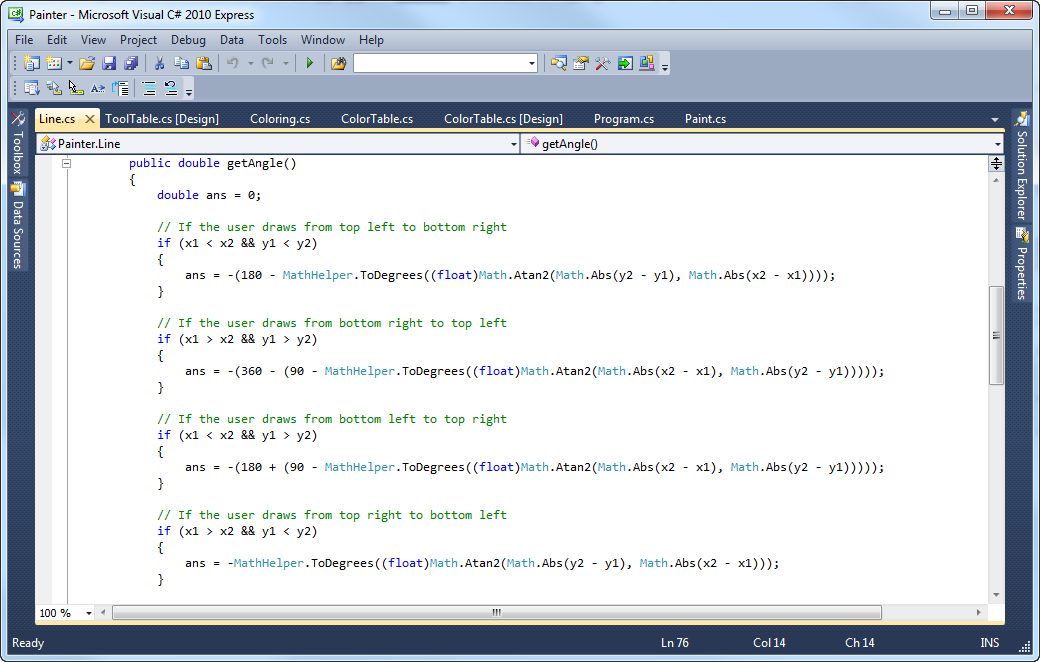 Painter - Microsoft Visual C# 2010 Express
File Edit View Project Debug Data Tools Window Help
Line.cs ToolTable.cs [Design] Coloring.cs ColorTable.cs ColorTable.cs [Design] Program.cs Paint.cs
Painter.Line getAngle()
Toolbox
Data Sources
public double getAngle()
{
double ans = 0;
// If the user draws from top left to bottom right
if (x1 < x2 && y1 < y2)
{
ans = -(180 - MathHelper.ToDegrees((float)Math.Atan2(Math.Abs(y2 - y1), Math.Abs(x2 - x1))));
}
// If the user draws from bottom right to top left
if (x1 > x2 && y1 > y2)
{
ans = -(360 - (90 - MathHelper.ToDegrees((float)Math.Atan2(Math.Abs(x2 - x1), Math.Abs(y2 - y1)))));
}
// If the user draws from bottom left to top right
if (x1 < x2 && y1 > y2)
{
ans = -(180 + (90 - MathHelper.ToDegrees((float)Math.Atan2(Math.Abs(x2 - x1), Math.Abs(y2 - y1)))));
}
// If the user draws from top right to bottom left
if (x1 > x2 && y1 < y2)
{
ans = -MathHelper.ToDegrees((float)Math.Atan2(Math.Abs(y2 - y1), Math.Abs(x2 - x1)));
}
Solution Explorer
Properties
100 %
Ready Ln 76 Col 14 Ch 14 INS